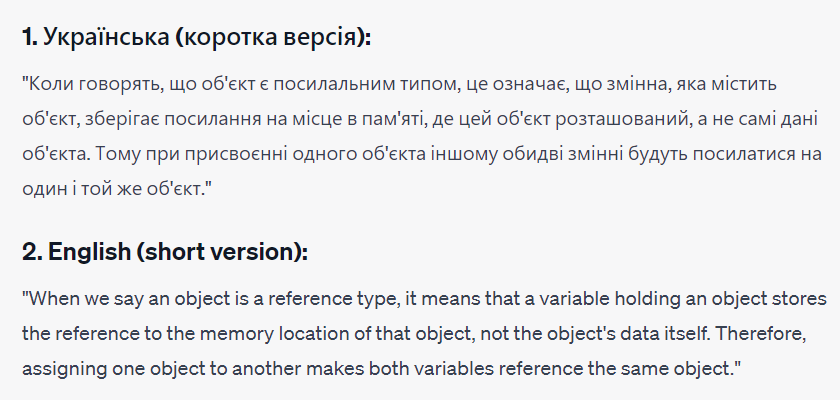 1. Українська (коротка версія):
"Коли говорять, що об'єкт є посилальним типом, це означає, що змінна, яка містить
об'єкт, зберігає посилання на місце в пам'яті, де цей об'єкт розташований, а не самі дані
об'єкта. Тому при присвоєнні одного об'єкта іншому обидві змінні будуть посилатися на
один і той же об'єкт."
2. English (short version):
"When we say an object is a reference type, it means that a variable holding an object stores
the reference to the memory location of that object, not the object's data itself. Therefore,
assigning one object to another makes both variables reference the same object."